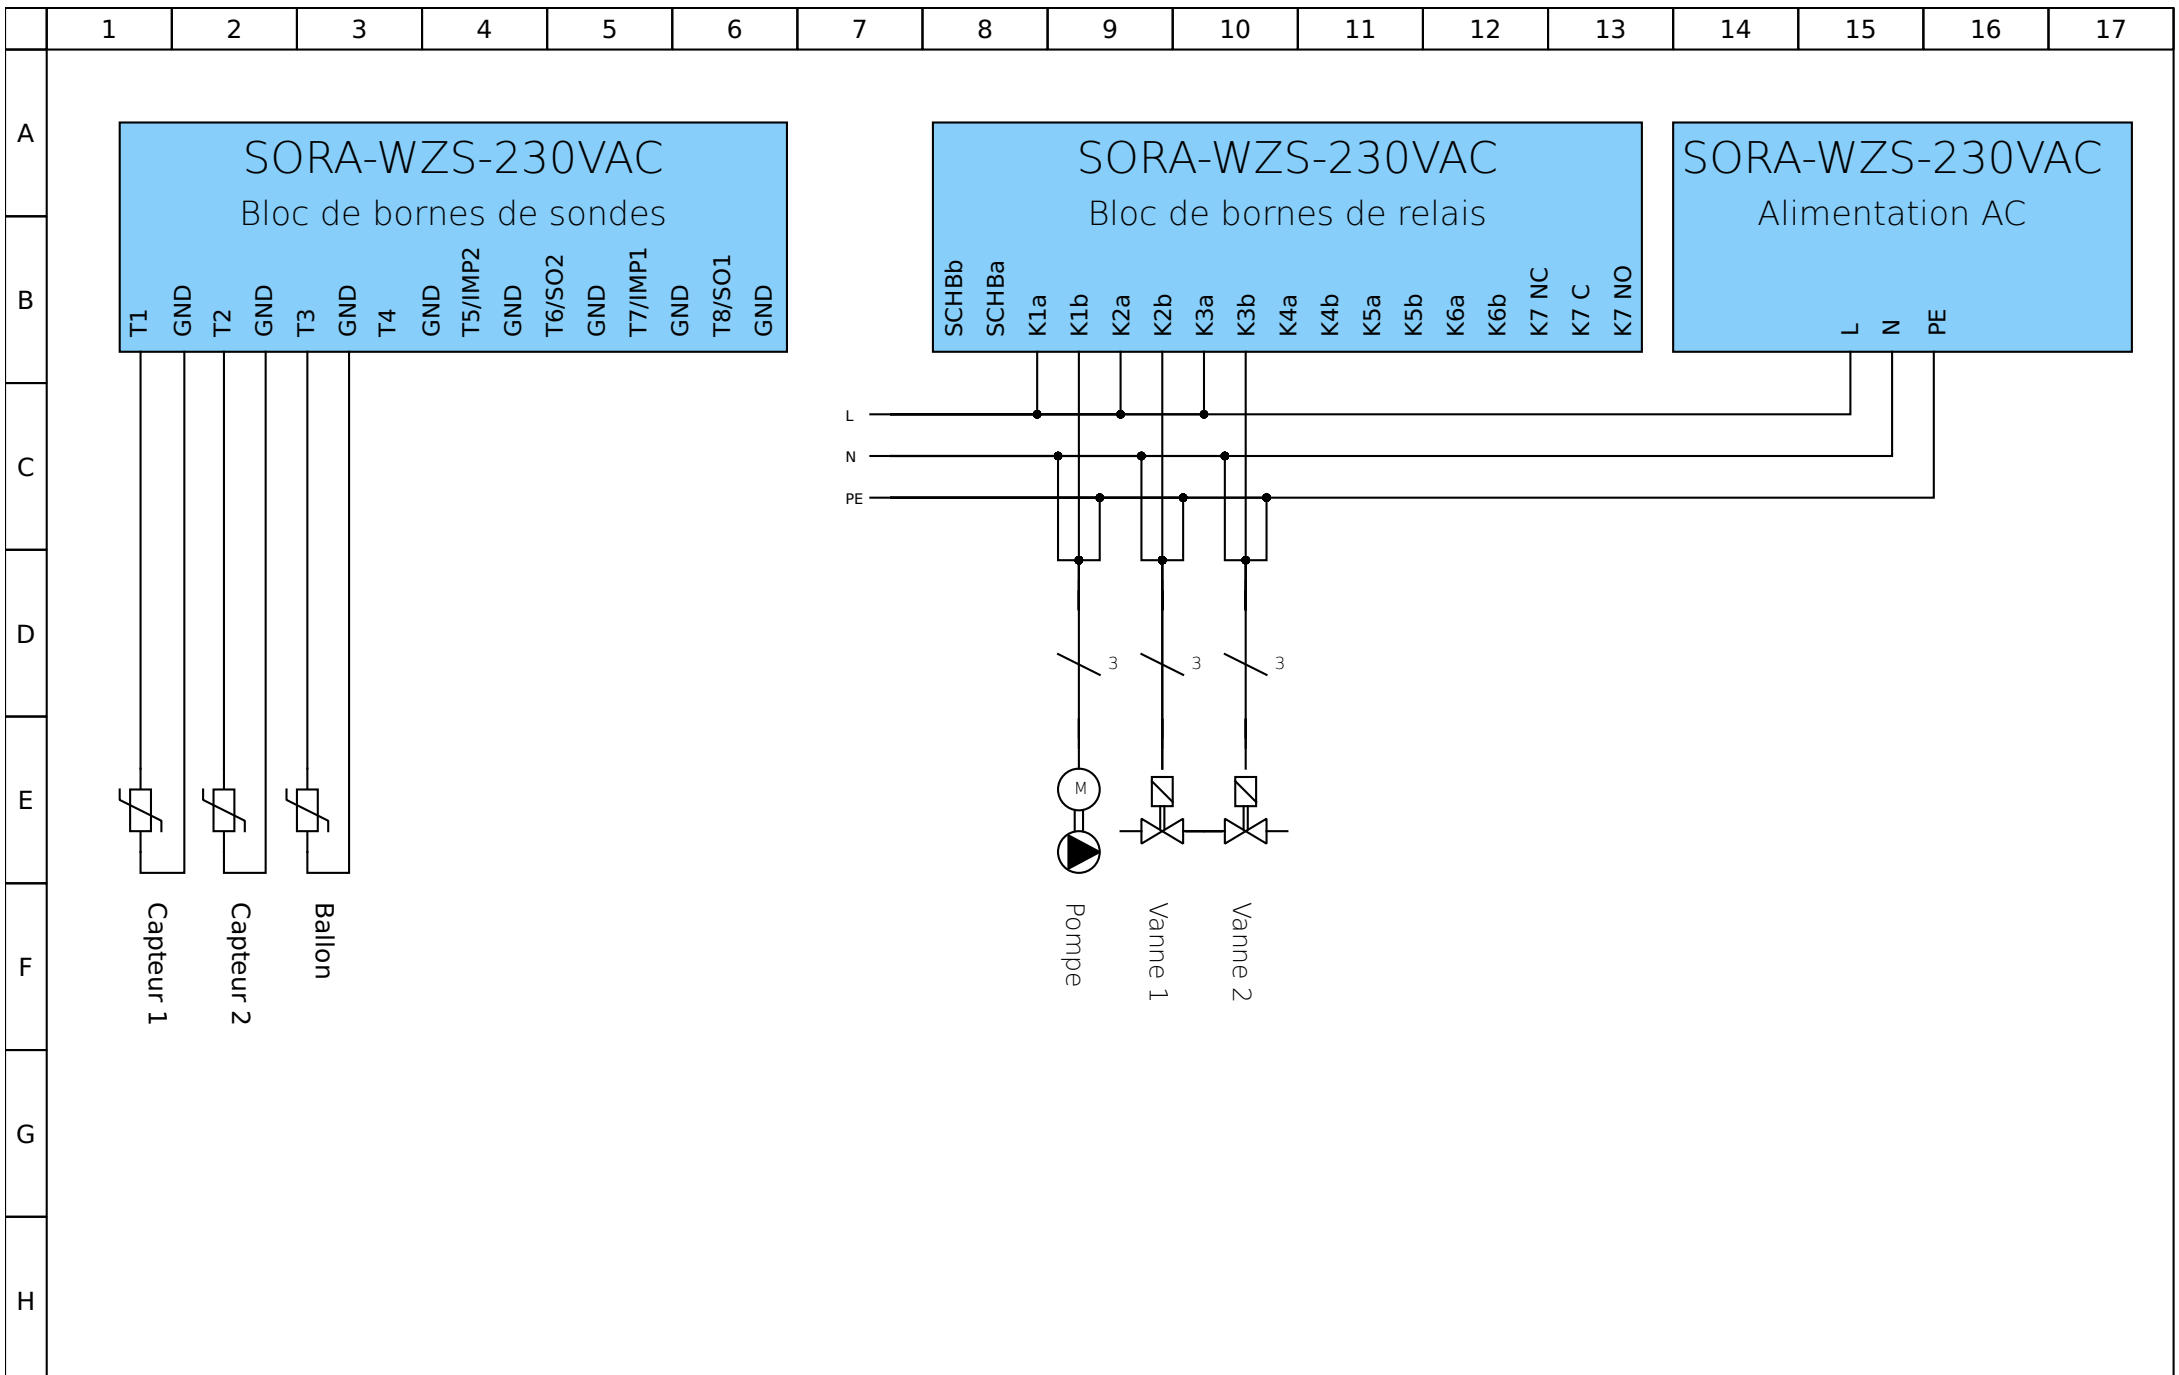 1 2 3 4 5 6 7 8 9 10 11 12 13 14 15 16 17
A
SORA-WZS-230VAC
Bloc de bornes de sondes
SORA-WZS-230VAC
Bloc de bornes de relais
SORA-WZS-230VAC
Alimentation AC
B
T1
GND
T2
GND
T3
GND
T4
GND
T5/IMP2
GND
T6/SO2
GND
T7/IMP1
GND
T8/SO1
GND
SCHBb
SCHBa
K1a
K1b
K2a
K2b
K3a
K3b
K4a
K4b
K5a
K5b
K6a
K6b
K7 NC
K7 C
K7 NO
L
N
PE
L
C
N
PE
D
3 3 3
E
M
F
Capteur 1
Capteur 2
Ballon
Pompe
Vanne 1
Vanne 2
G
H